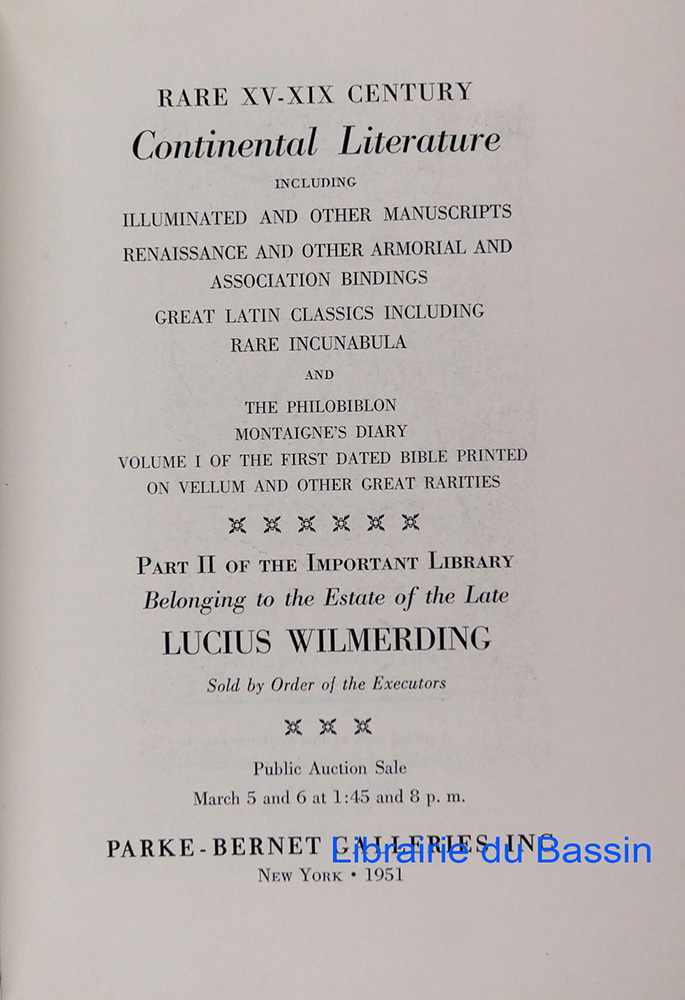 RARE XV-XIX CENTURY
Continental Literature
INCLUDING
ILLUMINATED AND OTHER MANUSCRIPTS
RENAISSANCE AND OTHER ARMORIAL AND
ASSOCIATION BINDINGS
GREAT LATIN CLASSICS INCLUDING
RARE INCUNABULA
AND
THE PHILOBIBLON
MONTAIGNE'S DIARY
VOLUME I OF THE FIRST DATED BIBLE PRINTED
ON VELLUM AND OTHER GREAT RARITIES
PART II OF THE IMPORTANT LIBRARY
Belonging to the Estate of the Late
LUCIUS WILMERDING
Sold by Order of the Executors
Public Auction Sale
March 5 and 6 at 1:45 and 8 p. m.
PARKE-BERNET GALLERIES INC
Librairie du Bassin
NEW YORK • 1951